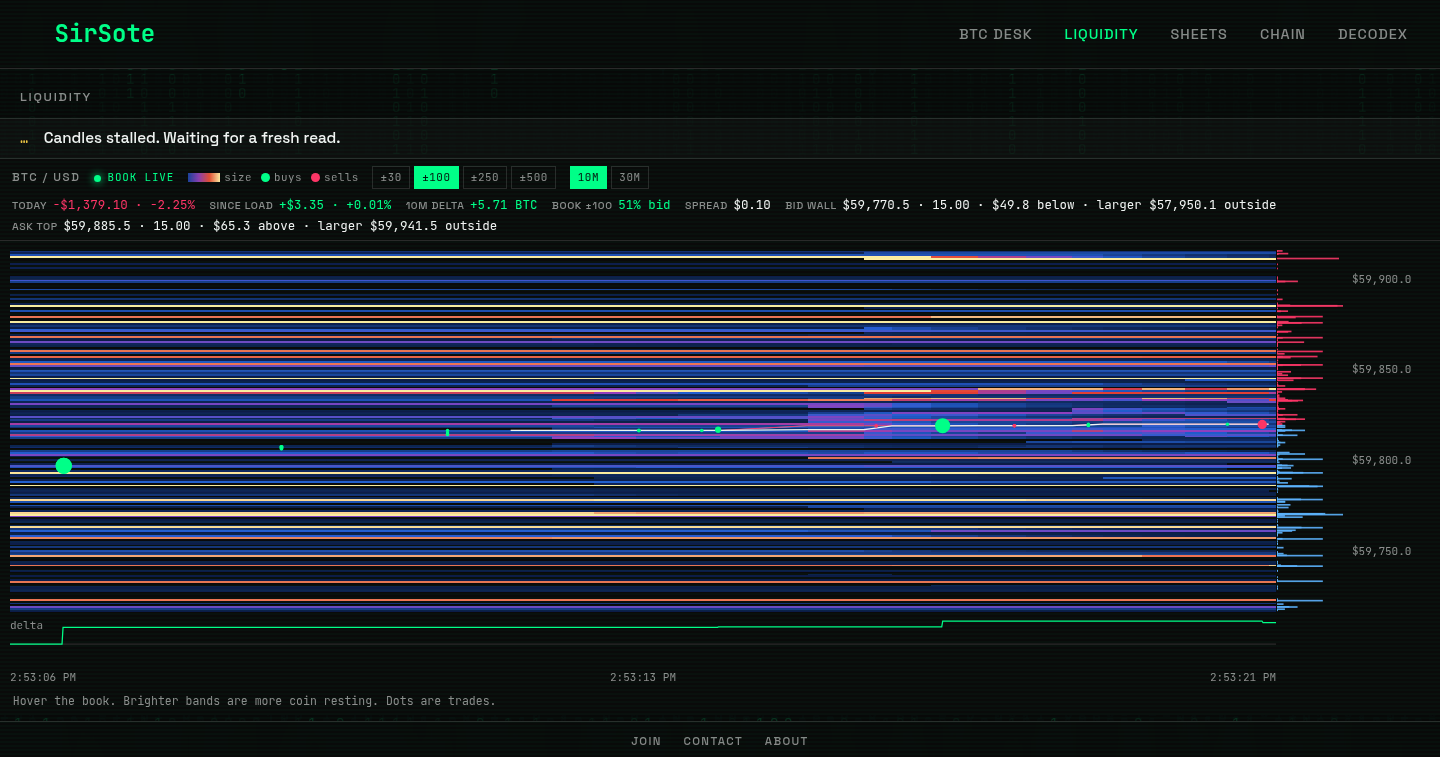 SirSote
BTC DESK LIQUIDITY SHEETS CHAIN DECODEX
LIQUIDITY
… Candles stalled. Waiting for a fresh read.
BTC / USD BOOK LIVE size buys sells ±30 ±100 ±250 ±500 10M 30M
TODAY -$1,379.10 · -2.25% SINCE LOAD +$3.35 · +0.01% 10M DELTA +5.71 BTC BOOK ±100 51% bid SPREAD $0.10 BID WALL $59,770.5 · 15.00 · $49.8 below · larger $57,950.1 outside
ASK TOP $59,885.5 · 15.00 · $65.3 above · larger $59,941.5 outside
$59,900.0
$59,850.0
$59,800.0
$59,750.0
delta
2:53:06 PM 2:53:13 PM 2:53:21 PM
Hover the book. Brighter bands are more coin resting. Dots are trades.
JOIN CONTACT ABOUT